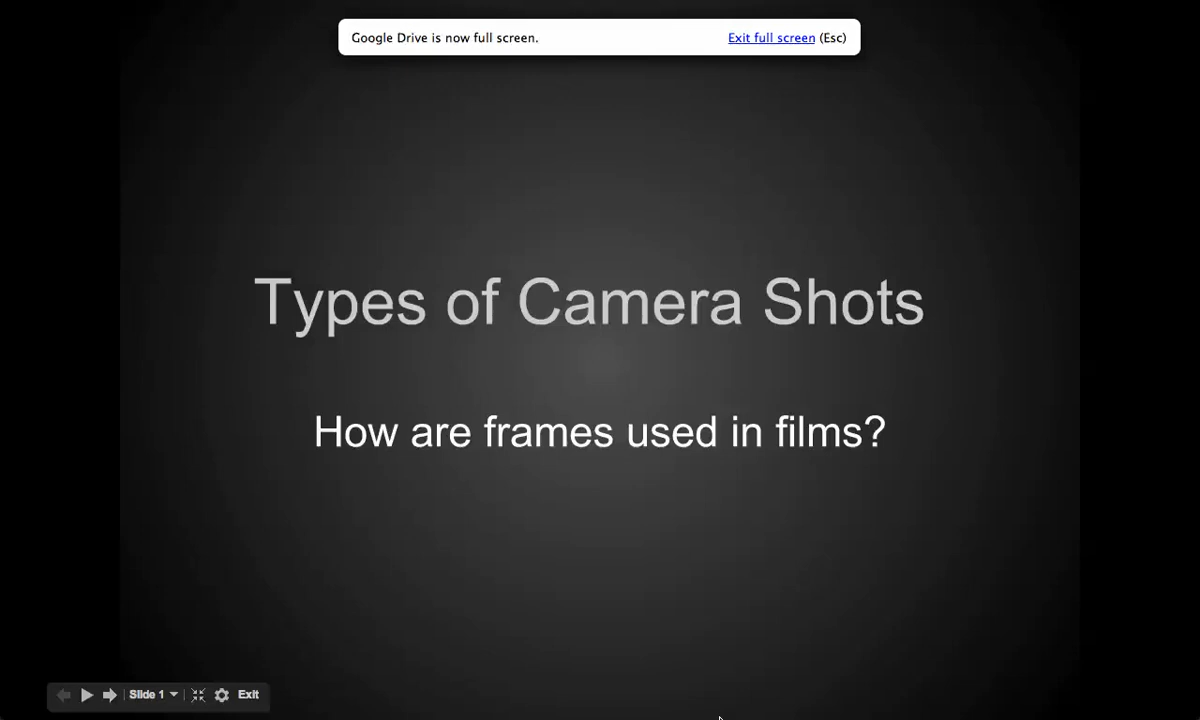 Google Drive is now full screen. Exit full screen (Esc)
Types of Camera Shots
How are frames used in films?
Slide 1 Exit